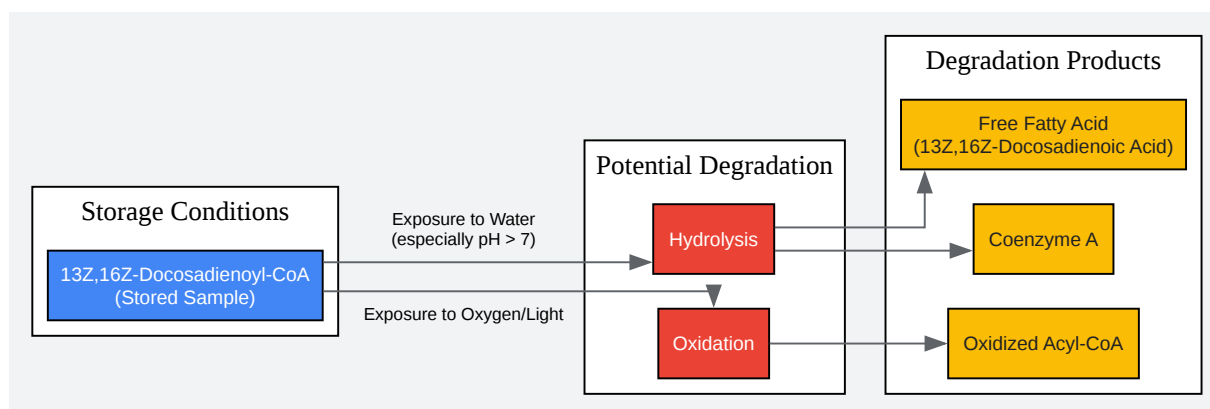 Storage Conditions
13Z,16Z-Docosadienoyl-CoA
(Stored Sample)
Exposure to Water
(especially pH > 7)
Exposure to Oxygen/Light
Potential Degradation
Hydrolysis
Oxidation
Degradation Products
Free Fatty Acid
(13Z,16Z-Docosadienoic Acid)
Coenzyme A
Oxidized Acyl-CoA